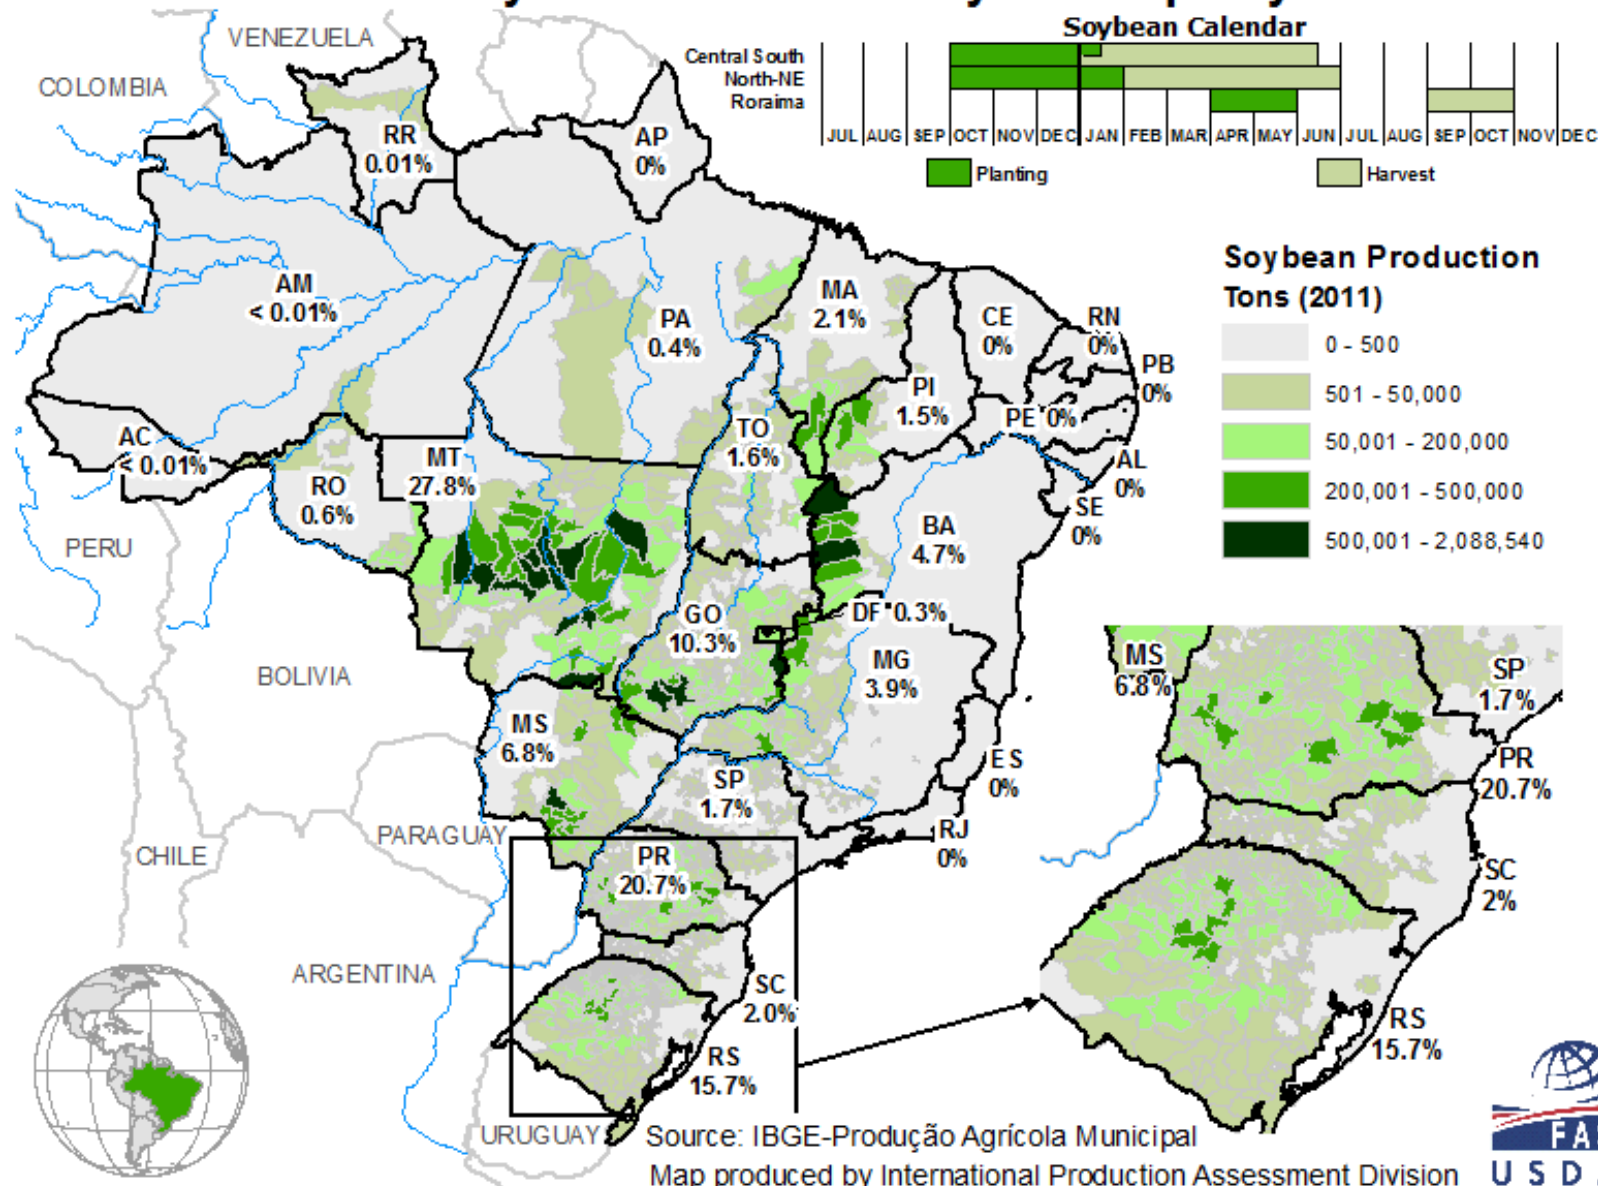 Soybean Calendar
Central South
North-NE
Roraima
JUL AUG SEP OCT NOV DEC JAN FEB MAR APR MAY JUN JUL AUG SEP OCT NOV DEC
Planting
Harvest
VENEZUELA
COLOMBIA
RR
0.01%
AP
0%
AM
< 0.01%
PA
0.4%
MA
2.1%
CE
0%
RN
0%
PB
0%
PI
1.5%
PE 0%
TO
1.6%
AL
0%
SE
0%
AC
< 0.01%
MT
27.8%
RO
0.6%
BA
4.7%
PERU
DF 0.3%
GO
10.3%
MG
3.9%
BOLIVIA
MS
6.8%
ES
0%
SP
1.7%
RJ
0%
PARAGUAY
CHILE
PR
20.7%
ARGENTINA
SC
2.0%
RS
15.7%
URUGUAY
Soybean Production
Tons (2011)
0 - 500
501 - 50,000
50,001 - 200,000
200,001 - 500,000
500,001 - 2,088,540
MS
6.8%
SP
1.7%
PR
20.7%
SC
2%
RS
15.7%
Source: IBGE-Produção Agrícola Municipal
Map produced by International Production Assessment Division